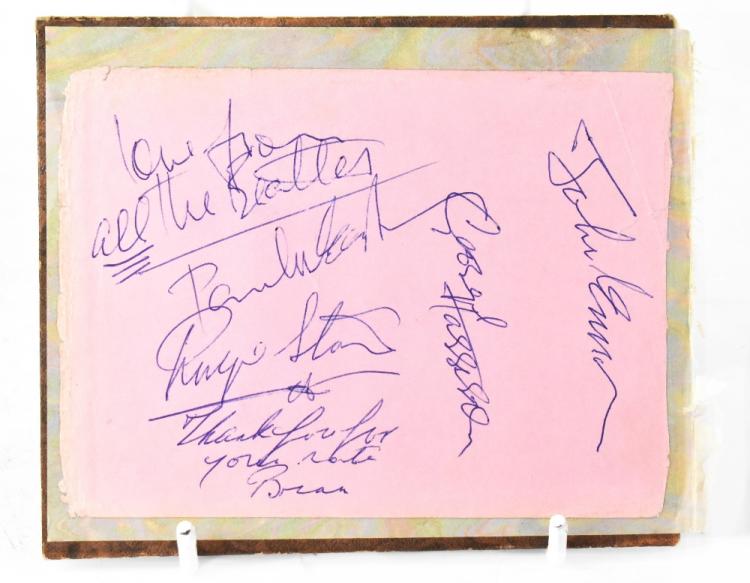 love from
all the Beatles
Paul McCartney
Ringo Starr
Thank you for
your note
Brian
George Harrison
John Lennon